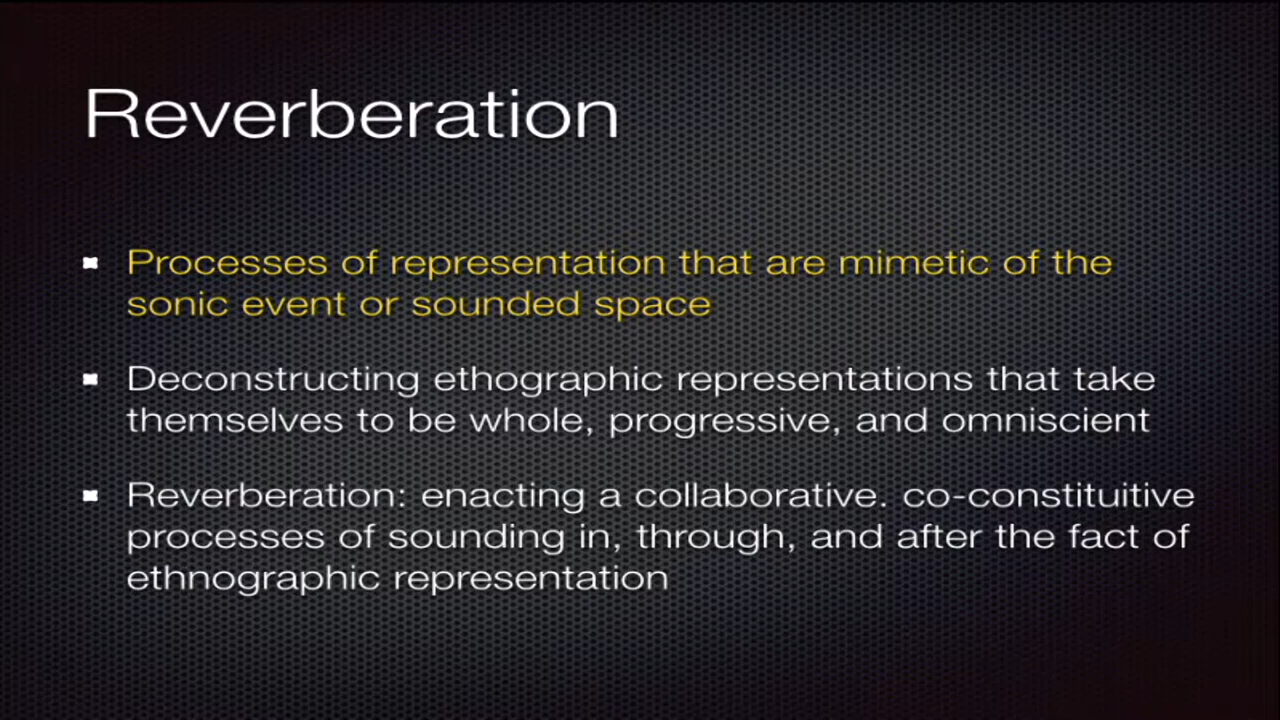 Reverberation
Processes of representation that are mimetic of the
sonic event or sounded space
Deconstructing ethographic representations that take
themselves to be whole, progressive, and omniscient
Reverberation: enacting a collaborative. co-constituitive
processes of sounding in, through, and after the fact of
ethnographic representation